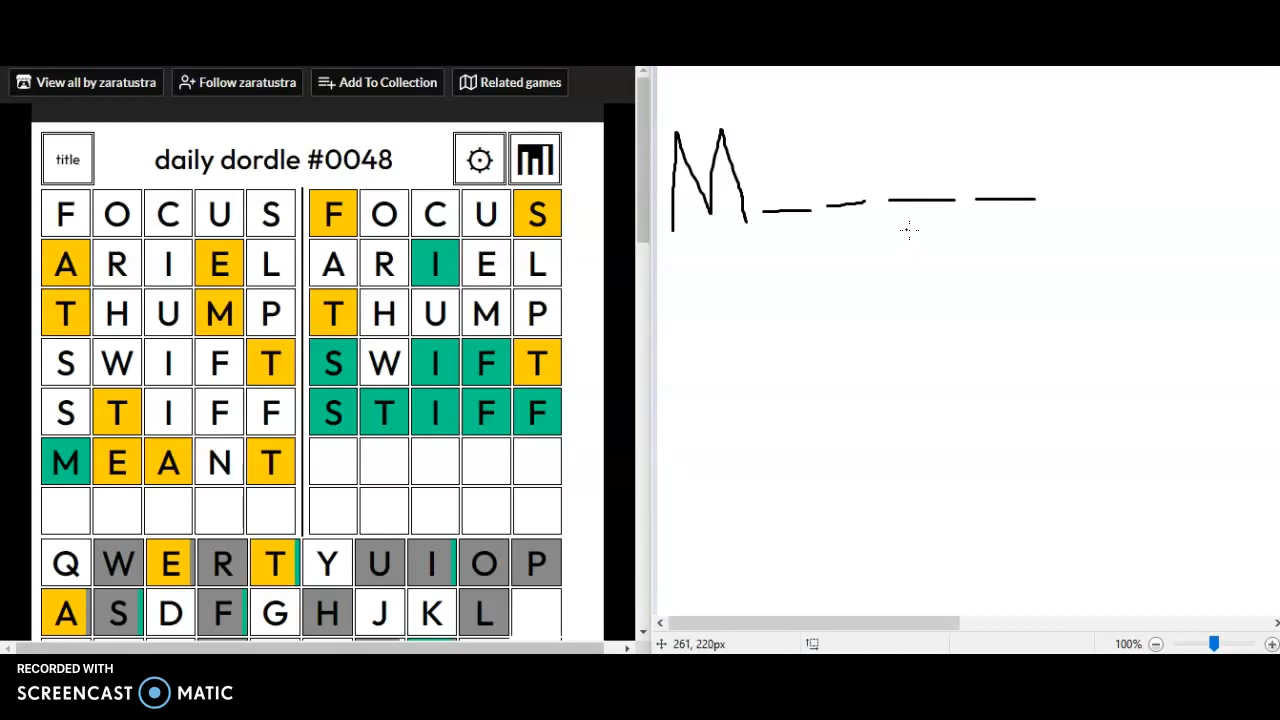 View all by zaratustra Follow zaratustra Add To Collection Related games
title daily dordle #0048
F O C U S F O C U S
A R I E L A R I E L
T H U M P T H U M P
S W I F T S W I F T
S T I F F S T I F F
M E A N T
Q W E R T Y U I O P
A S D F G H J K L
M _ _ _ _
261, 220px 100%
RECORDED WITH
SCREENCAST MATIC